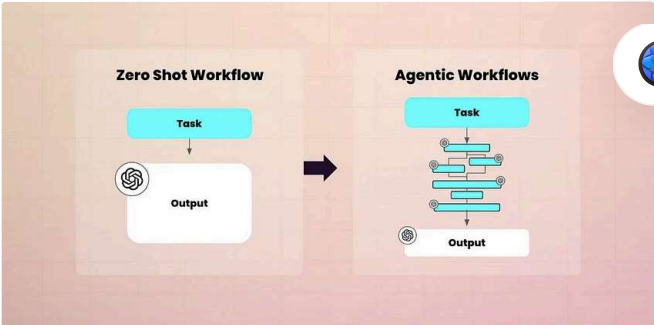 Zero Shot Workflow
Task
Output
Agentic Workflows
Task
Output